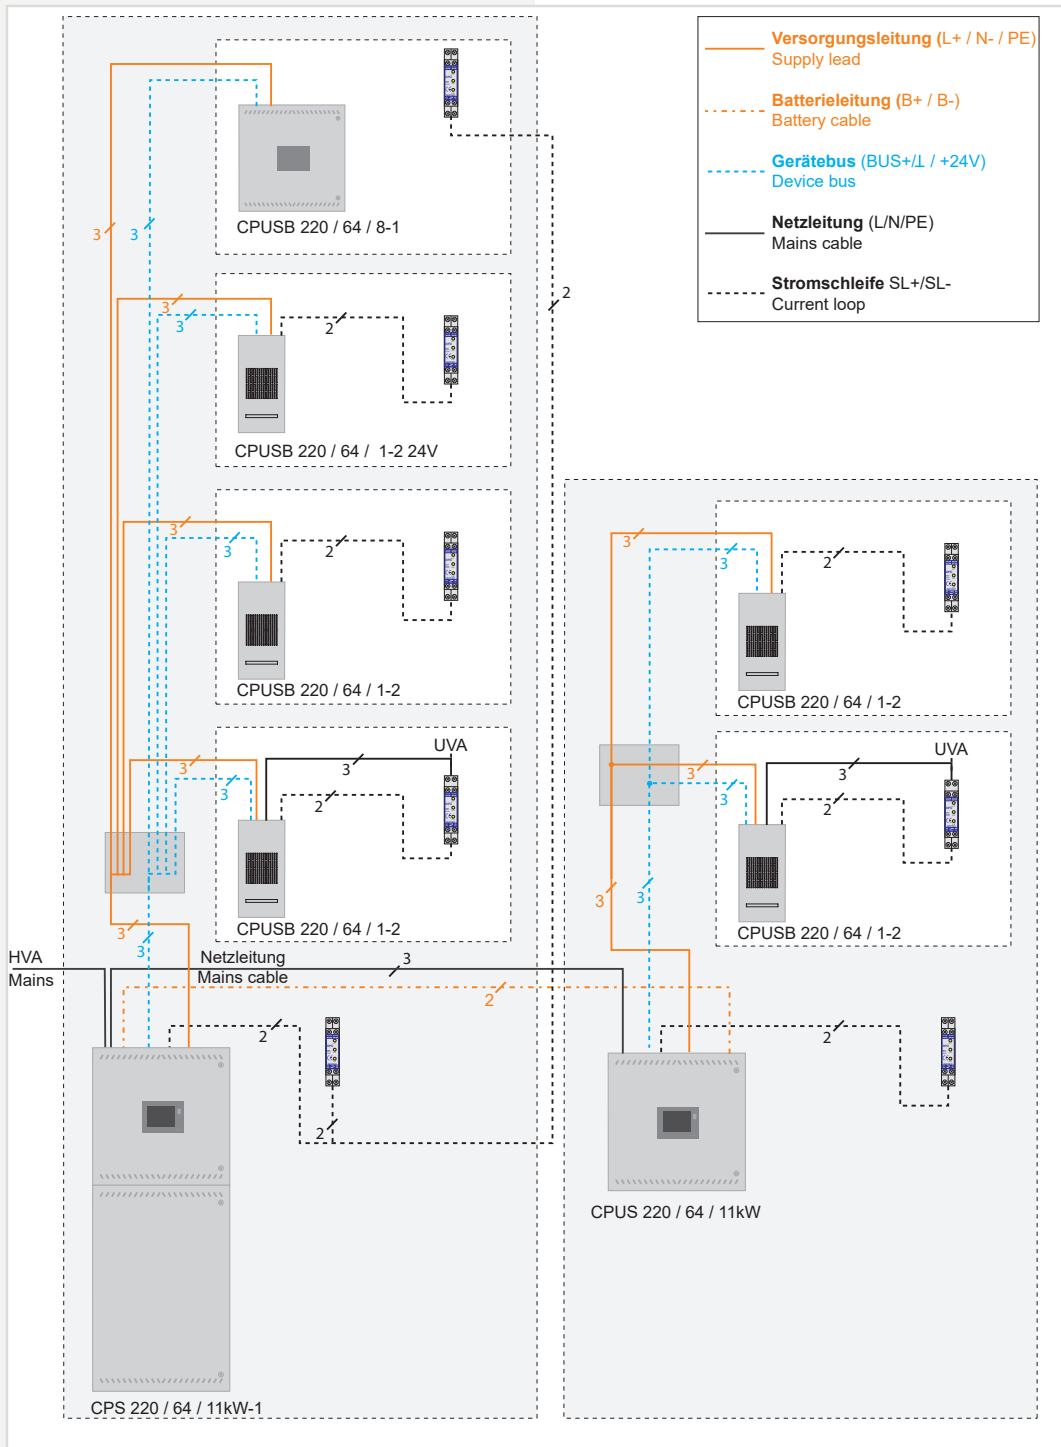 Versorgungsleitung (L+ / N- / PE)
Supply lead
Batterieleitung (B+ / B-)
Battery cable
Gerätebus (BUS+/⊥ / +24V)
Device bus
Netzleitung (L/N/PE)
Mains cable
Stromschleife SL+/SL-
Current loop
3
3
CPUSB 220 / 64 / 8-1
2
3
3
2
CPUSB 220 / 64 / 1-2 24V
3
3
2
CPUSB 220 / 64 / 1-2
UVA
3
3
3
2
CPUSB 220 / 64 / 1-2
3
3
HVA
Mains
Netzleitung
Mains cable
3
2
2
2
CPS 220 / 64 / 11kW-1
3
3
2
CPUSB 220 / 64 / 1-2
UVA
3
3
3
2
CPUSB 220 / 64 / 1-2
3
3
2
CPUS 220 / 64 / 11kW